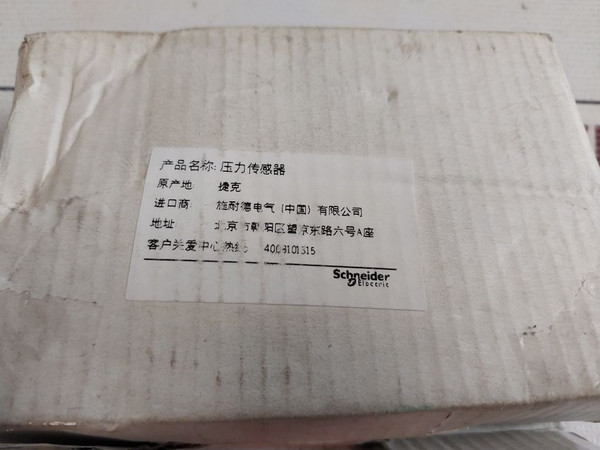 产品名称: 压力传感器
原产地: 捷克
进口商: 施耐德电气 (中国) 有限公司
地址: 北京市朝阳区望京东路六号A座
客户关爱中心热线: 4008101315
Schneider
Electric